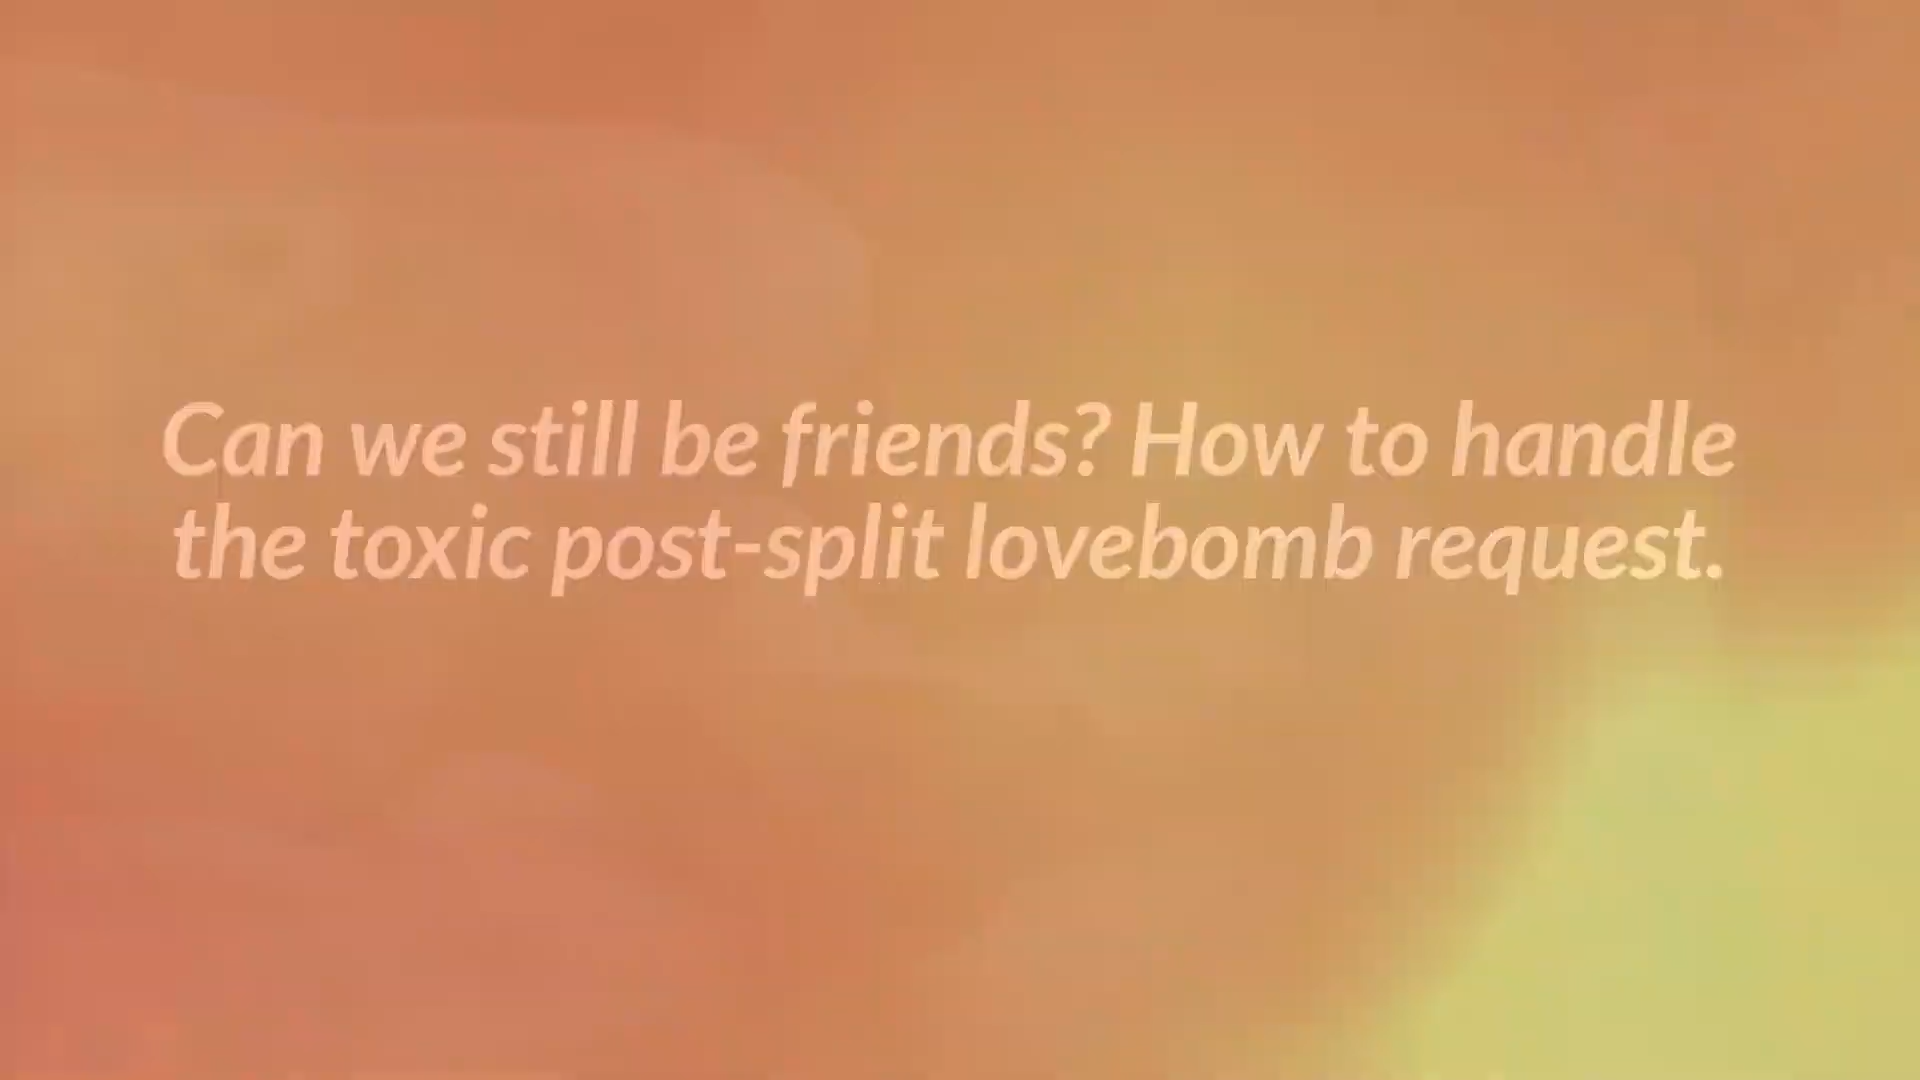 Can we still be friends? How to handle
the toxic post-split lovebomb request.